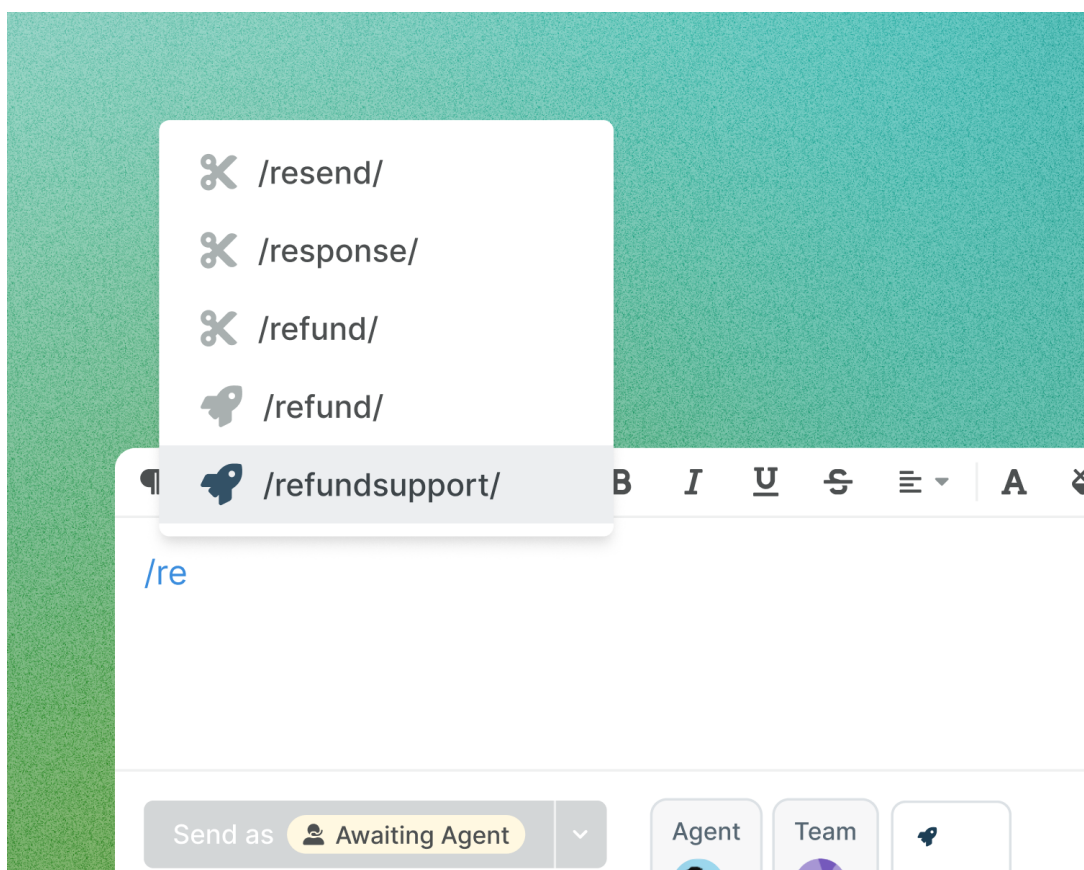 /resend/
/response/
/refund/
/refund/
/refundsupport/
B I U S A
/re
Send as Awaiting Agent
Agent Team